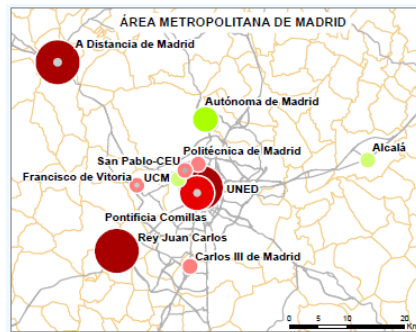 ÁREA METROPOLITANA DE MADRID
A Distancia de Madrid
Autónoma de Madrid
Politécnica de Madrid
San Pablo-CEU
Alcalá
Francisco de Vitoria
UCM
UNED
Pontificia Comillas
Rey Juan Carlos
Carlos III de Madrid
0 5 10 20
Km